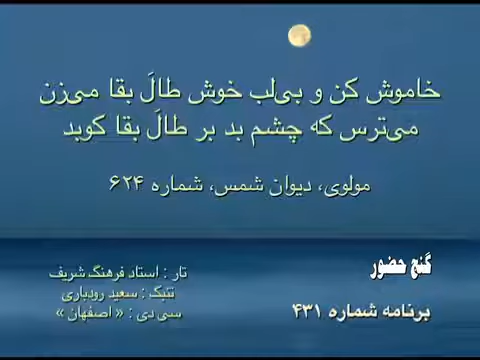 خاموش کن و بی‌لب خوش طالَ بقا می‌زن
می‌ترس که چشم بد بر طالَ بقا کوبد
مولوی، دیوان شمس، شماره ۶۲۴
گنج حضور
برنامه شماره ۴۳۱
تار : استاد فرهنگ شریف
تنبک : سعید رودباری
سی دی : « اصفهان »